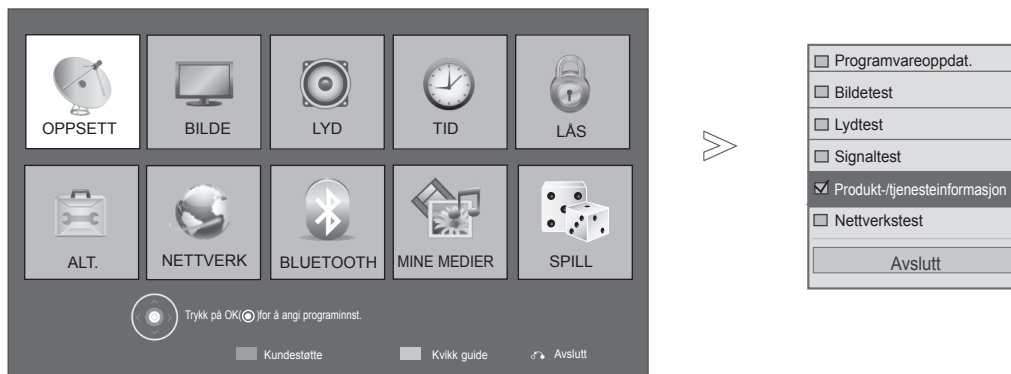 OPPSETT
BILDE
LYD
TID
LÅS
ALT.
NETTVERK
BLUETOOTH
MINE MEDIER
SPILL
Trykk på OK(◉)for å angi programinnst.
Kundestøtte
Kvikk guide
Avslutt
Programvareoppdat.
Bildetest
Lydtest
Signaltest
Produkt-/tjenesteinformasjon
Nettverkstest
Avslutt